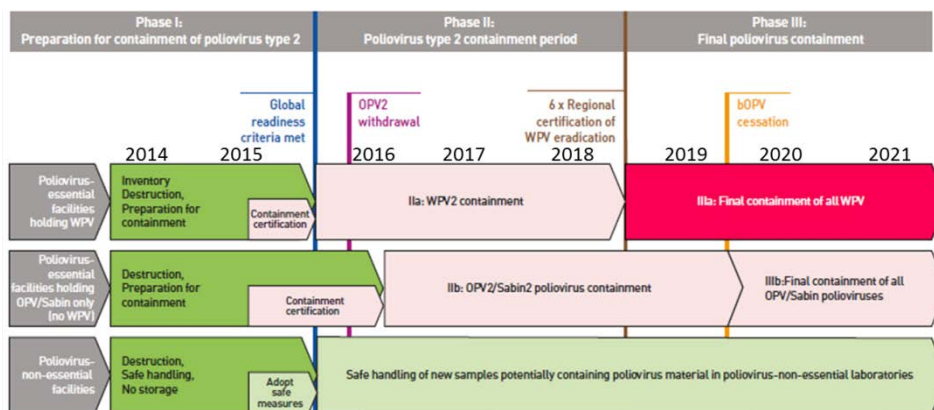 Phase I:
Preparation for containment of poliovirus type 2
Phase II:
Poliovirus type 2 containment period
Phase III:
Final poliovirus containment
Global
readiness
criteria met
OPV2
withdrawal
6 x Regional
certification of
WPV eradication
bOPV
cessation
2014
2015
2016
2017
2018
2019
2020
2021
Poliovirus-
essential
facilities
holding WPV
Inventory
Destruction,
Preparation for
containment
Containment
certification
IIa: WPV2 containment
IIIa: Final containment of all WPV
Poliovirus-
essential
facilities holding
OPV/Sabin only
(no WPV)
Destruction,
Preparation for
containment
Containment
certification
IIb: OPV2/Sabin2 poliovirus containment
IIIb:Final containment of all
OPV/Sabin polioviruses
Poliovirus-
non-essential
facilities
Destruction,
Safe handling,
No storage
Adopt
safe
measures
Safe handling of new samples potentially containing poliovirus material in poliovirus-non-essential laboratories